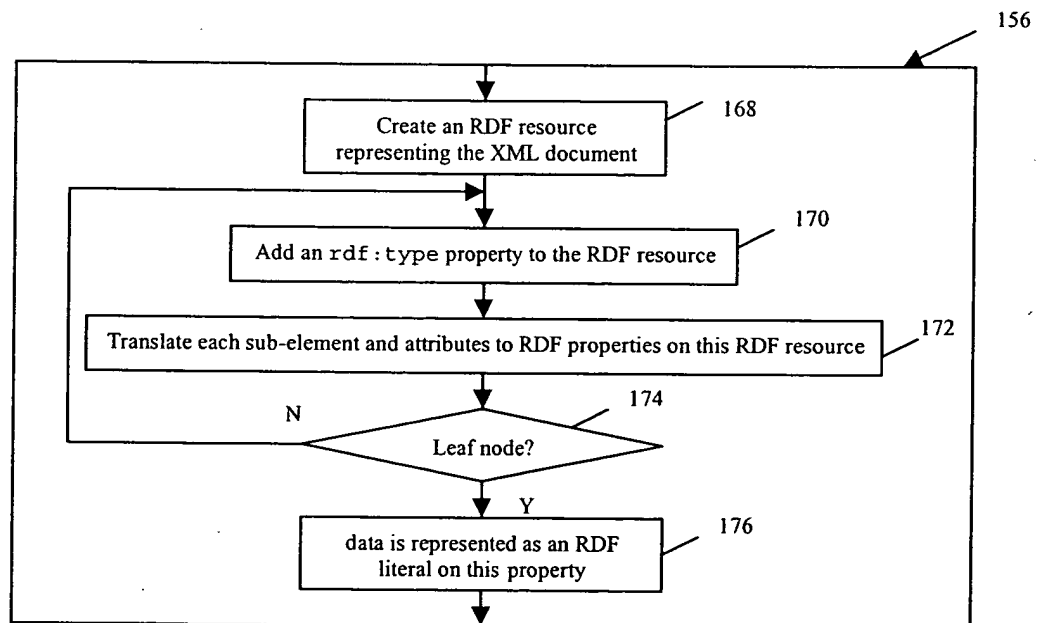 156
168
Create an RDF resource
representing the XML document
170
Add an rdf:type property to the RDF resource
172
Translate each sub-element and attributes to RDF properties on this RDF resource
174
N
Leaf node?
Y
176
data is represented as an RDF
literal on this property